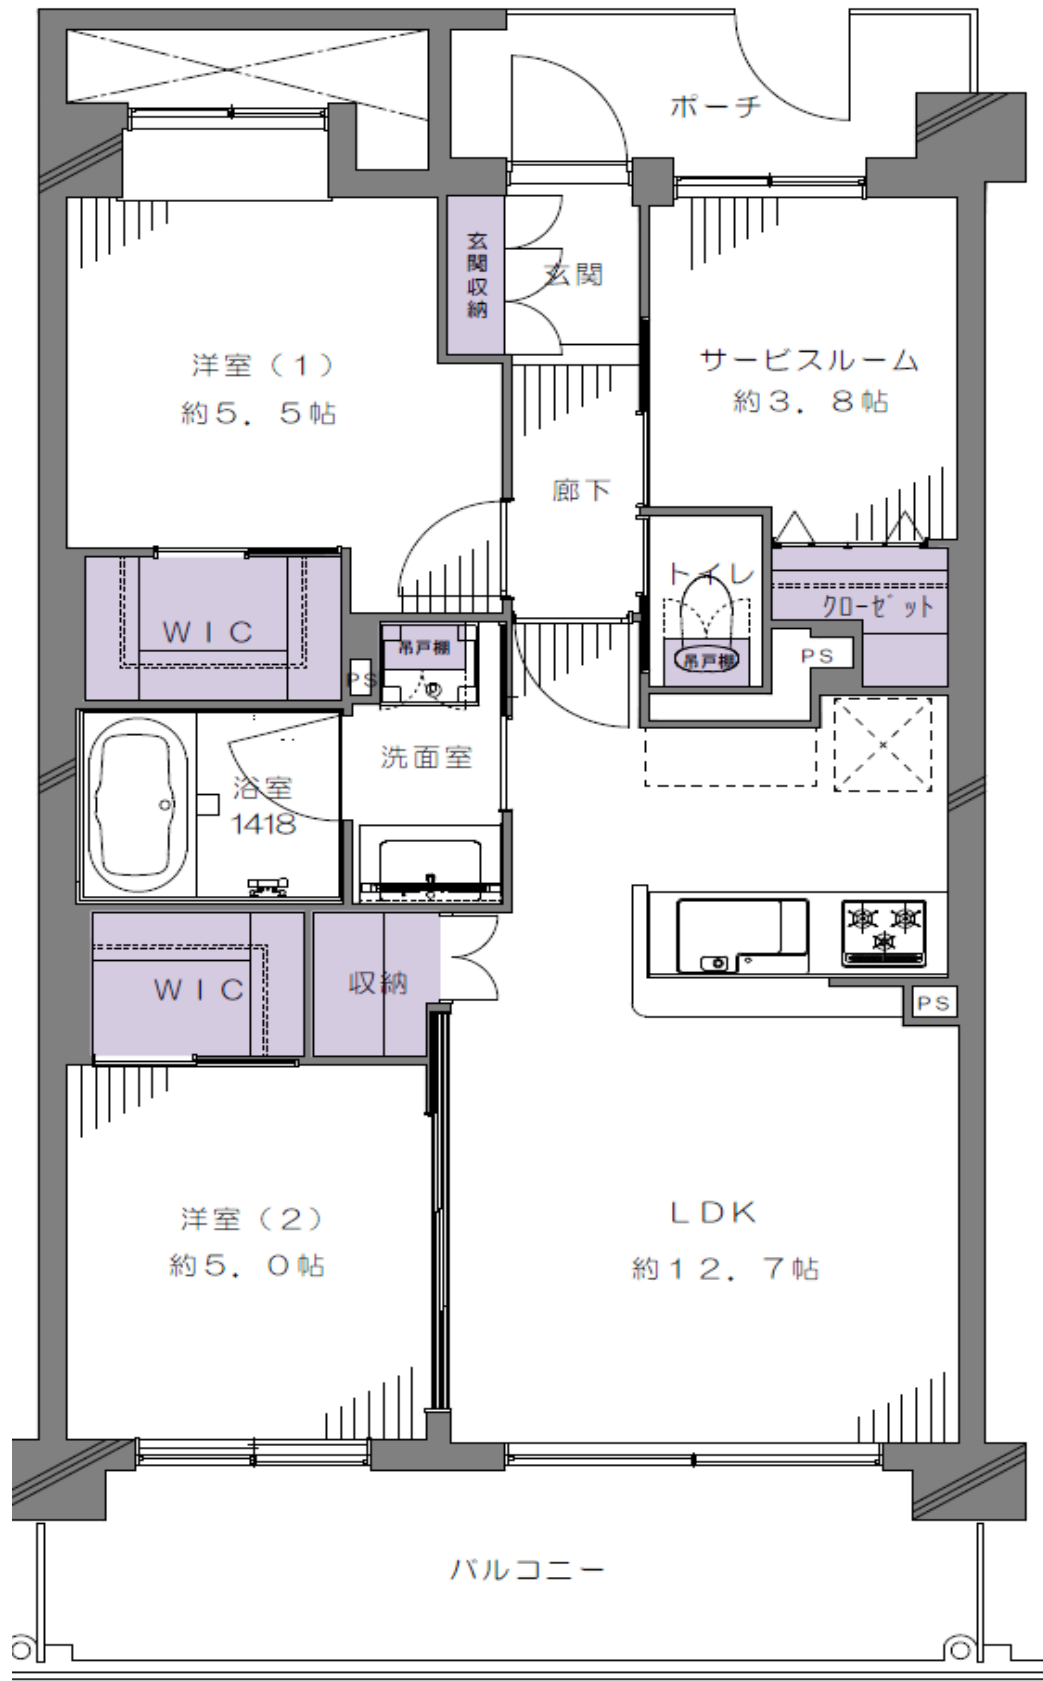 ポーチ
玄関収納
玄関
洋室（1）
約5．5帖
サービスルーム
約3．8帖
廊下
トイレ
吊戸棚
クローゼット
PS
WIC
吊戸棚
PS
洗面室
浴室
1418
WIC
収納
PS
洋室（2）
約5．0帖
LDK
約12．7帖
バルコニー